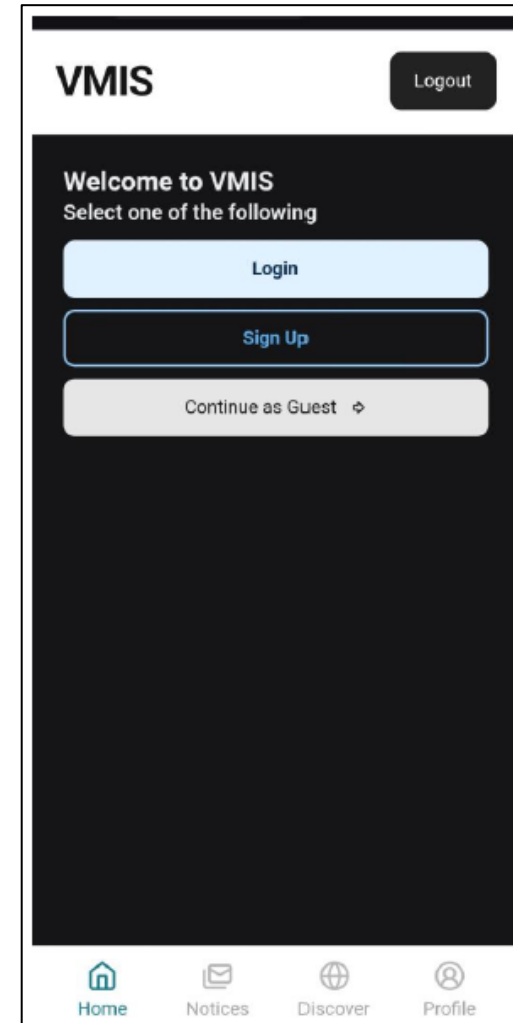 VMIS
Logout
Welcome to VMIS
Select one of the following
Login
Sign Up
Continue as Guest
Home
Notices
Discover
Profile